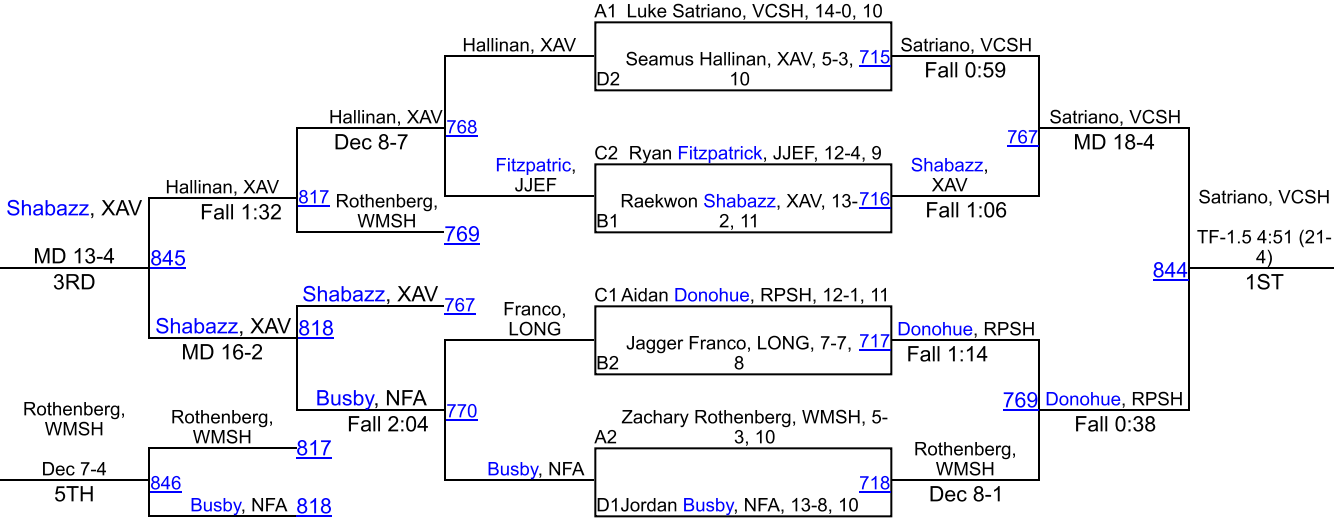 A1 Luke Satriano, VCSH, 14-0, 10
Hallinan, XAV
Seamus Hallinan, XAV, 5-3,
10
D2
715
Satriano, VCSH
Fall 0:59
Hallinan, XAV
Dec 8-7
768
767
Satriano, VCSH
MD 18-4
C2 Ryan Fitzpatrick, JJEF, 12-4, 9
Fitzpatric,
JJEF
Raekwon Shabazz, XAV, 13-
2, 11
B1
716
Shabazz,
XAV
Fall 1:06
Hallinan, XAV
Fall 1:32
817
Rothenberg,
WMSH
769
Shabazz, XAV
MD 13-4
3RD
845
Satriano, VCSH
TF-1.5 4:51 (21-
4)
1ST
844
Shabazz, XAV
767
Shabazz, XAV
MD 16-2
818
Franco,
LONG
C1 Aidan Donohue, RPSH, 12-1, 11
Jagger Franco, LONG, 7-7,
8
B2
717
Donohue, RPSH
Fall 1:14
Busby, NFA
Fall 2:04
770
769
Donohue, RPSH
Fall 0:38
Zachary Rothenberg, WMSH, 5-
3, 10
A2
Rothenberg,
WMSH
Dec 8-1
Busby, NFA
718
D1 Jordan Busby, NFA, 13-8, 10
Rothenberg,
WMSH
Dec 7-4
5TH
Rothenberg,
WMSH
817
846
Busby, NFA
818